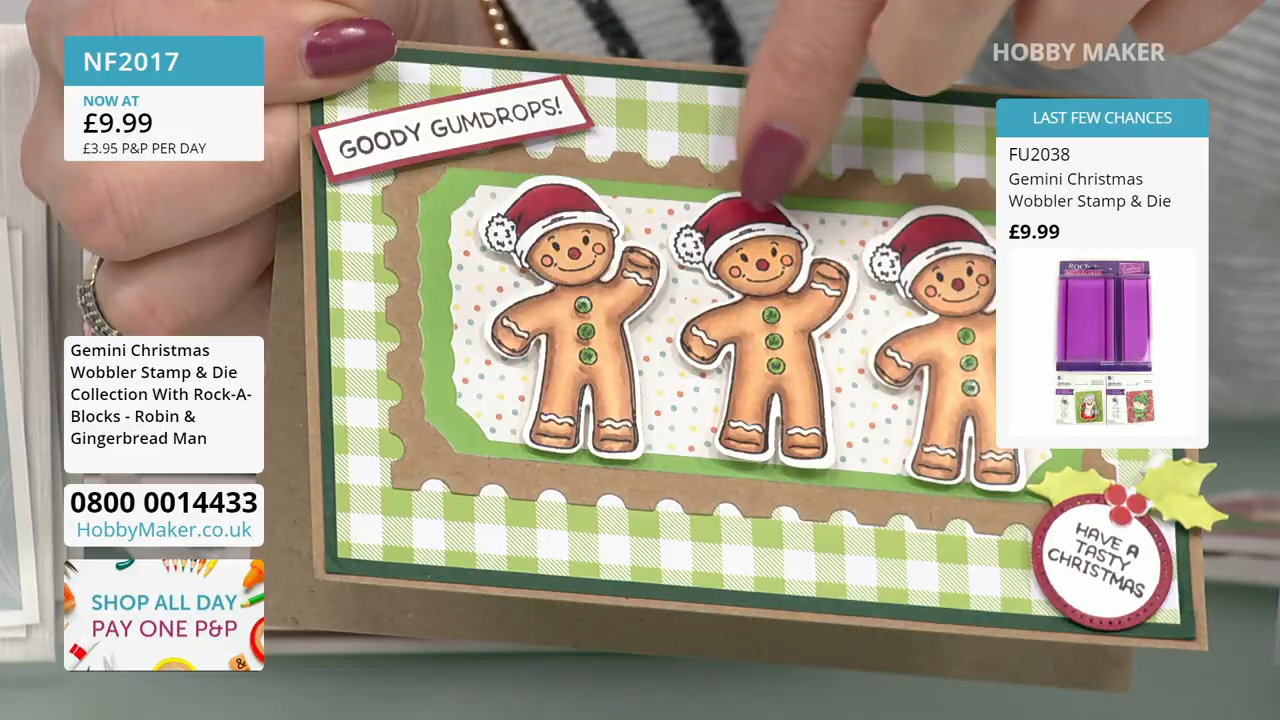 NF2017
NOW AT
£9.99
£3.95 P&P PER DAY
Gemini Christmas
Wobbler Stamp & Die
Collection With Rock-A-
Blocks - Robin &
Gingerbread Man
0800 0014433
HobbyMaker.co.uk
SHOP ALL DAY
PAY ONE P&P
GOODY GUMDROPS!
HAVE A
TASTY
CHRISTMAS
HOBBY MAKER
LAST FEW CHANCES
FU2038
Gemini Christmas
Wobbler Stamp & Die
£9.99